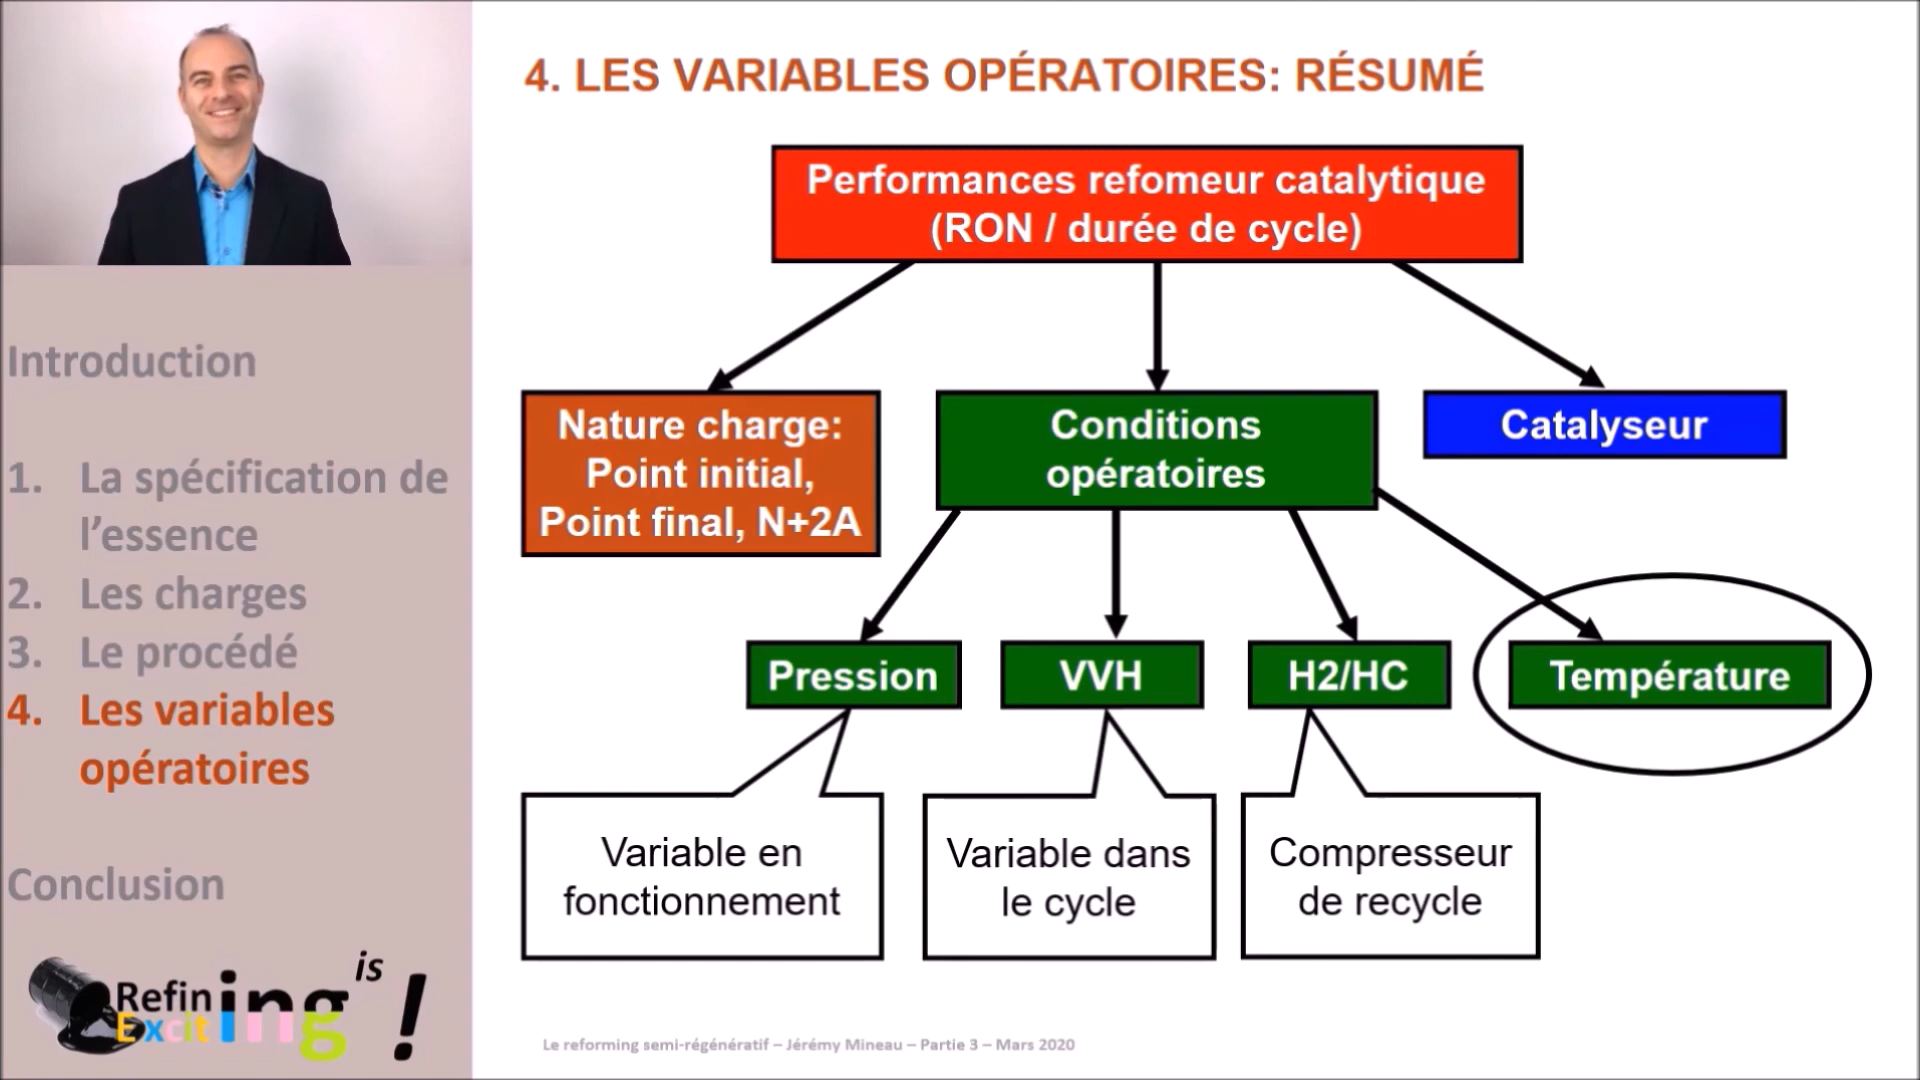 4. LES VARIABLES OPÉRATOIRES: RÉSUMÉ
Performances refomeur catalytique
(RON / durée de cycle)
Nature charge:
Point initial,
Point final, N+2A
Conditions
opératoires
Catalyseur
Pression
VVH
H2/HC
Température
Variable en
fonctionnement
Variable dans
le cycle
Compresseur
de recycle
Introduction
1. La spécification de
l’essence
2. Les charges
3. Le procédé
4. Les variables
opératoires
Conclusion
Refining is !
Exciting
Le reforming semi-régénératif – Jérémy Mineau – Partie 3 – Mars 2020